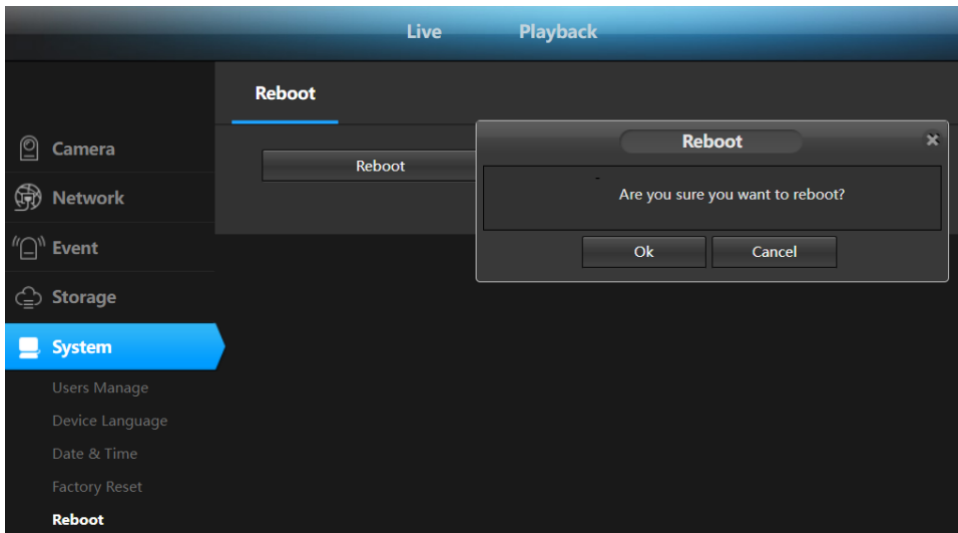 Live Playback
Reboot
Camera
Network
Event
Storage
System
Users Manage
Device Language
Date & Time
Factory Reset
Reboot
Reboot
Reboot
Are you sure you want to reboot?
Ok Cancel